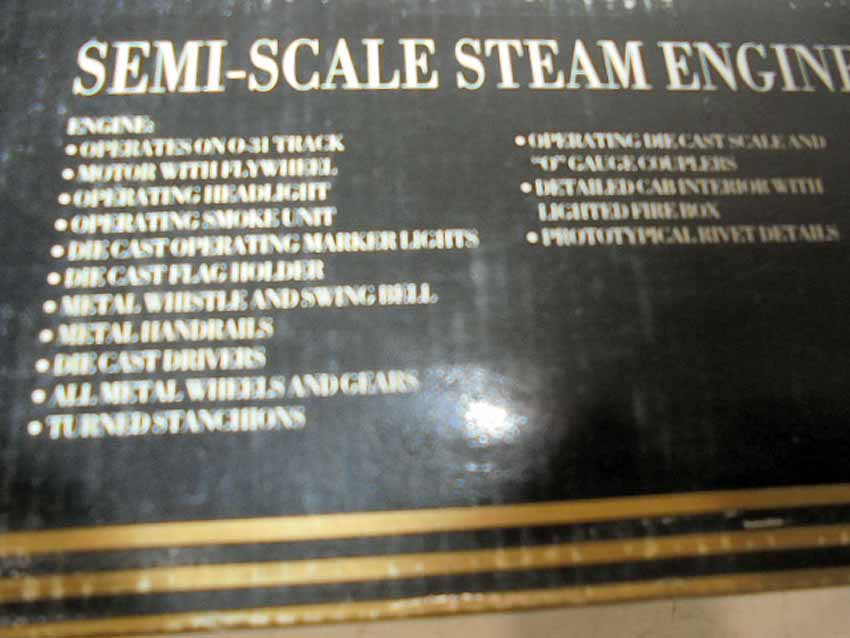 SEMI-SCALE STEAM ENGINE
ENGINE:
• OPERATES ON O-31 TRACK
• MOTOR WITH FLYWHEEL
• OPERATING HEADLIGHT
• OPERATING SMOKE UNIT
• DIE CAST OPERATING MARKER LIGHTS
• DIE CAST FLAG HOLDER
• METAL WHISTLE AND SWING BELL
• METAL HANDRAILS
• DIE CAST DRIVERS
• ALL METAL WHEELS AND GEARS
• TURNED STANCHIONS
• OPERATING DIE CAST SCALE AND
"O" GAUGE COUPLERS
• DETAILED CAB INTERIOR WITH
LIGHTED FIRE BOX
• PROTOTYPICAL RIVET DETAILS